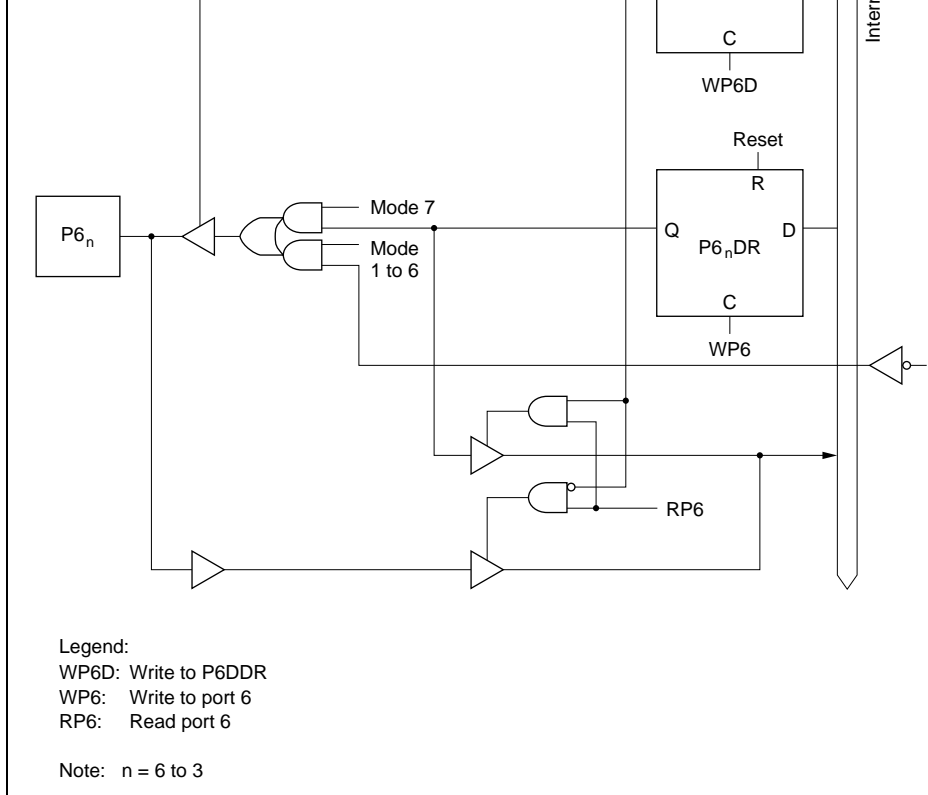 C
WP6D
Reset
R
P6n
Mode 7
Mode
1 to 6
Q
P6nDR
D
C
WP6
RP6
Legend:
WP6D: Write to P6DDR
WP6: Write to port 6
RP6: Read port 6
Note: n = 6 to 3